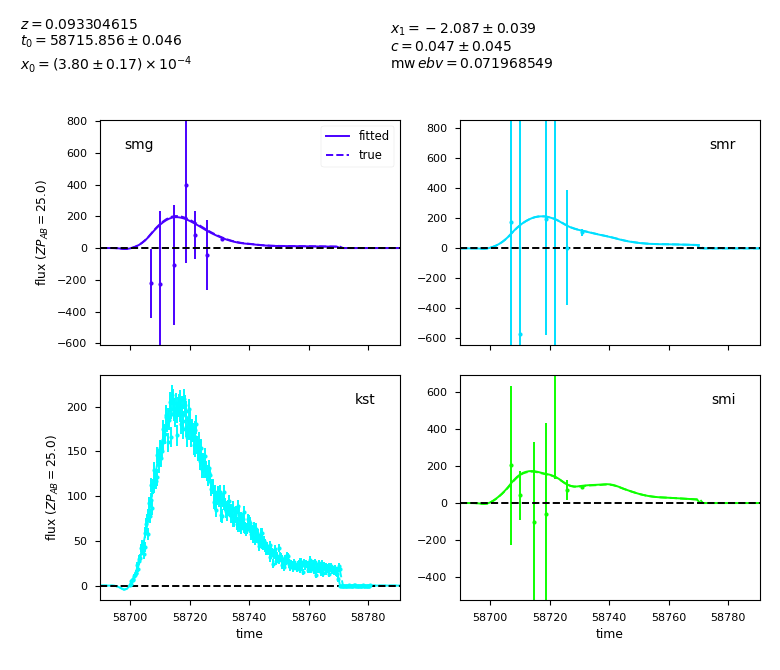 z = 0.093304615
t₀ = 58715.856 ± 0.046
x₀ = (3.80 ± 0.17) × 10⁻⁴
x₁ = −2.087 ± 0.039
c = 0.047 ± 0.045
mw ebv = 0.071968549
smg
fitted
true
800
600
400
200
0
−200
−400
−600
flux (ZP_AB = 25.0)
smr
800
600
400
200
0
−200
−400
−600
kst
200
150
100
50
0
flux (ZP_AB = 25.0)
58700 58720 58740 58760 58780
time
smi
600
400
200
0
−200
−400
58700 58720 58740 58760 58780
time